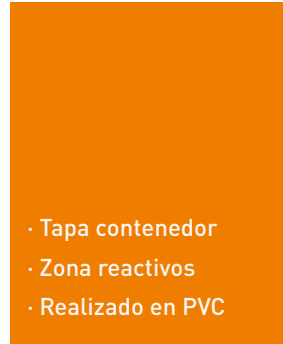 · Tapa contenedor
· Zona reactivos
· Realizado en PVC